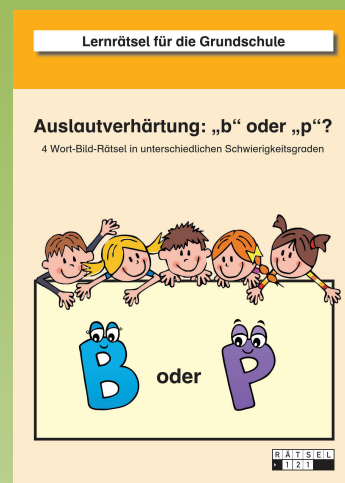 Lernrätsel für die Grundschule
Auslautverhärtung: „b“ oder „p“?
4 Wort-Bild-Rätsel in unterschiedlichen Schwierigkeitsgraden
B oder P
RÄTSEL
121